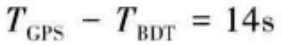 T_GPS − T_BDT = 14s